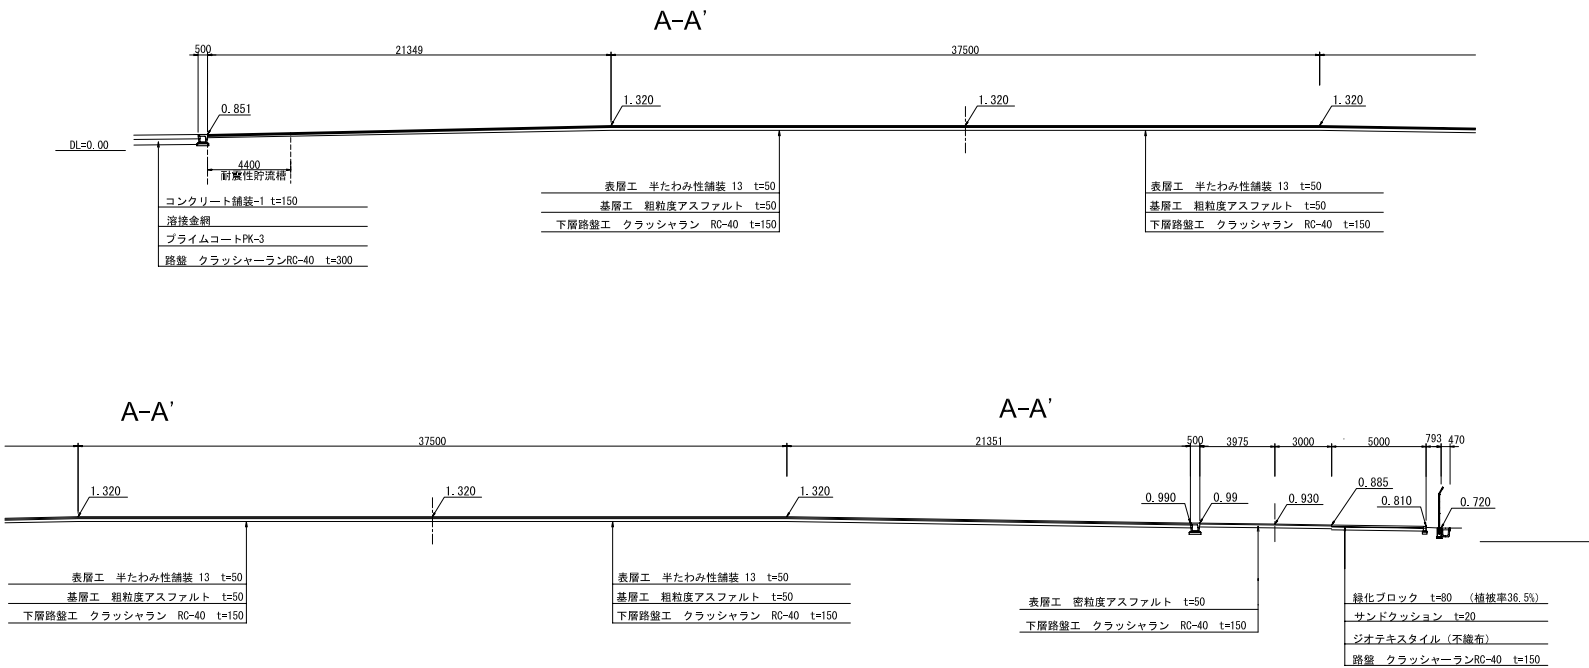 A-A'
500
21349
37500
0.851
1.320
1.320
1.320
DL=0.00
4400
耐震性貯流槽
コンクリート舗装-1 t=150
溶接金網
プライムコートPK-3
路盤 クラッシャーランRC-40 t=300
表層工 半たわみ性舗装 13 t=50
基層工 粗粒度アスファルト t=50
下層路盤工 クラッシャラン RC-40 t=150
表層工 半たわみ性舗装 13 t=50
基層工 粗粒度アスファルト t=50
下層路盤工 クラッシャラン RC-40 t=150
A-A'
A-A'
37500
21351
500
3975
3000
5000
793
470
1.320
1.320
1.320
0.990
0.99
0.930
0.885
0.810
0.720
表層工 半たわみ性舗装 13 t=50
基層工 粗粒度アスファルト t=50
下層路盤工 クラッシャラン RC-40 t=150
表層工 半たわみ性舗装 13 t=50
基層工 粗粒度アスファルト t=50
下層路盤工 クラッシャラン RC-40 t=150
表層工 密粒度アスファルト t=50
下層路盤工 クラッシャラン RC-40 t=150
緑化ブロック t=80 (植被率36.5%)
サンドクッション t=20
ジオテキスタイル(不織布)
路盤 クラッシャーランRC-40 t=150